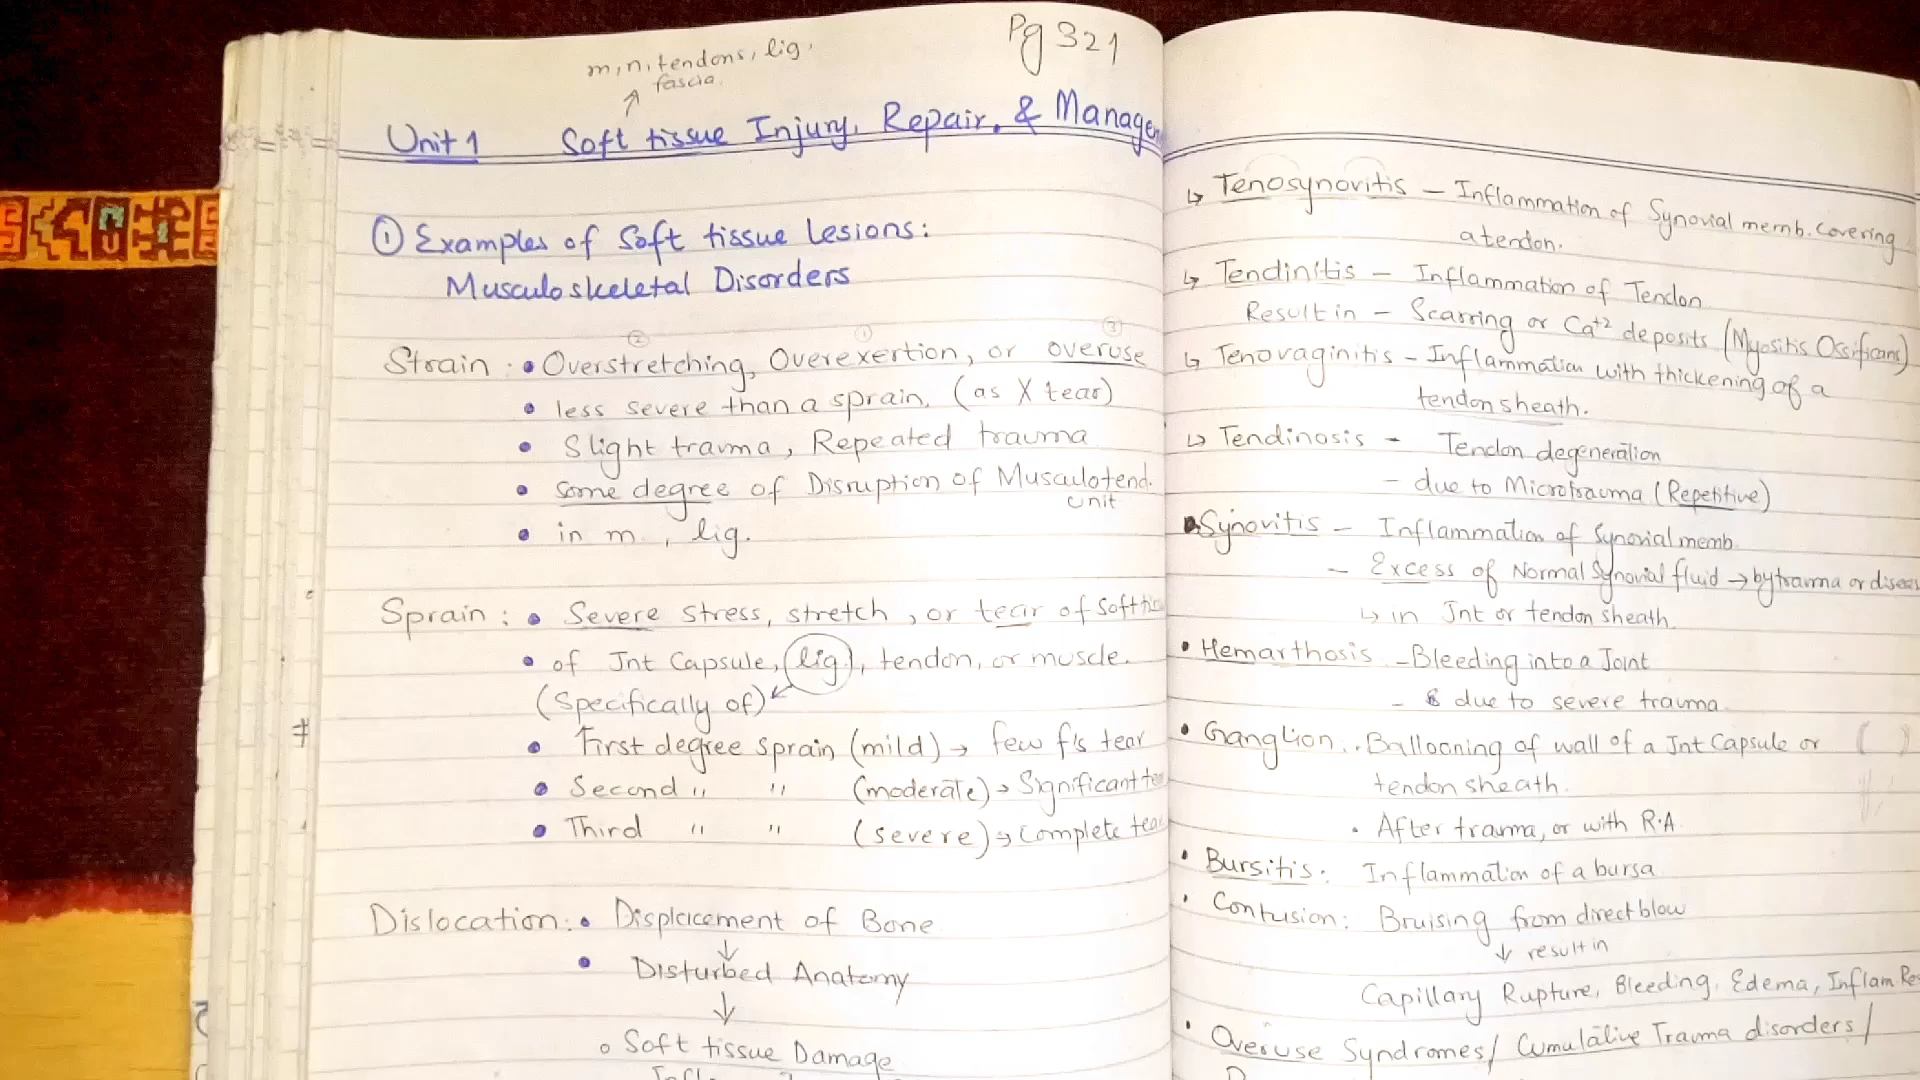 Pg 321
m, n, tendons, lig.
fascia.
Unit 1 Soft tissue Injury, Repair, & Manage
① Examples of Soft tissue Lesions:
Musculoskeletal Disorders
② ① ③
Strain : • Overstretching, Overexertion, or overuse
• less severe than a sprain. (as X tear)
• Slight trauma, Repeated trauma
• some degree of Disruption of Musculotend.
unit
• in m., lig.
Sprain : • Severe stress, stretch, or tear of soft
• of Jnt Capsule, lig., tendon, or muscle.
(Specifically of)
• First degree sprain (mild) → few f's tear
• Second " " (moderate) → Significant
• Third " " (severe) → Complete tear
Dislocation: • Displacement of Bone
↓
• Disturbed Anatomy
↓
o Soft tissue Damage
↳ Tenosynovitis — Inflammation of Synovial memb. covering
a tendon.
↳ Tendinitis — Inflammation of Tendon
Result in — Scarring or Ca+2 deposits (Myositis Ossificans)
↳ Tenovaginitis — Inflammation with thickening of a
tendon sheath.
↳ Tendinosis - Tendon degeneration
- due to Microtrauma (Repetitive)
• Synovitis — Inflammation of Synovial memb.
— Excess of Normal Synovial fluid → by trauma or
↳ in Jnt or tendon sheath.
• Hemarthosis - Bleeding into a Joint
- due to severe trauma
• Ganglion. • Ballooning of wall of a Jnt Capsule or
tendon sheath.
• After trauma, or with R.A
• Bursitis: Inflammation of a bursa
• Contusion: Bruising from direct blow
↓ result in
Capillary Rupture, Bleeding, Edema, Inflam
• Overuse Syndromes/ Cumulative Trauma disorders/